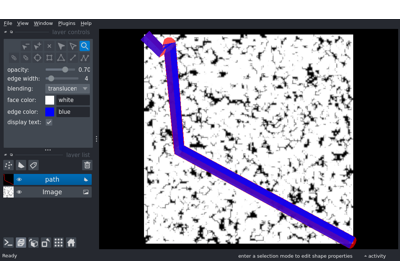 File View Window Plugins Help
layer controls
opacity: 0.70
edge width: 4
blending: translucen
face color: white
edge color: blue
display text:
layer list
path
Image
Ready enter a selection mode to edit shape properties activity